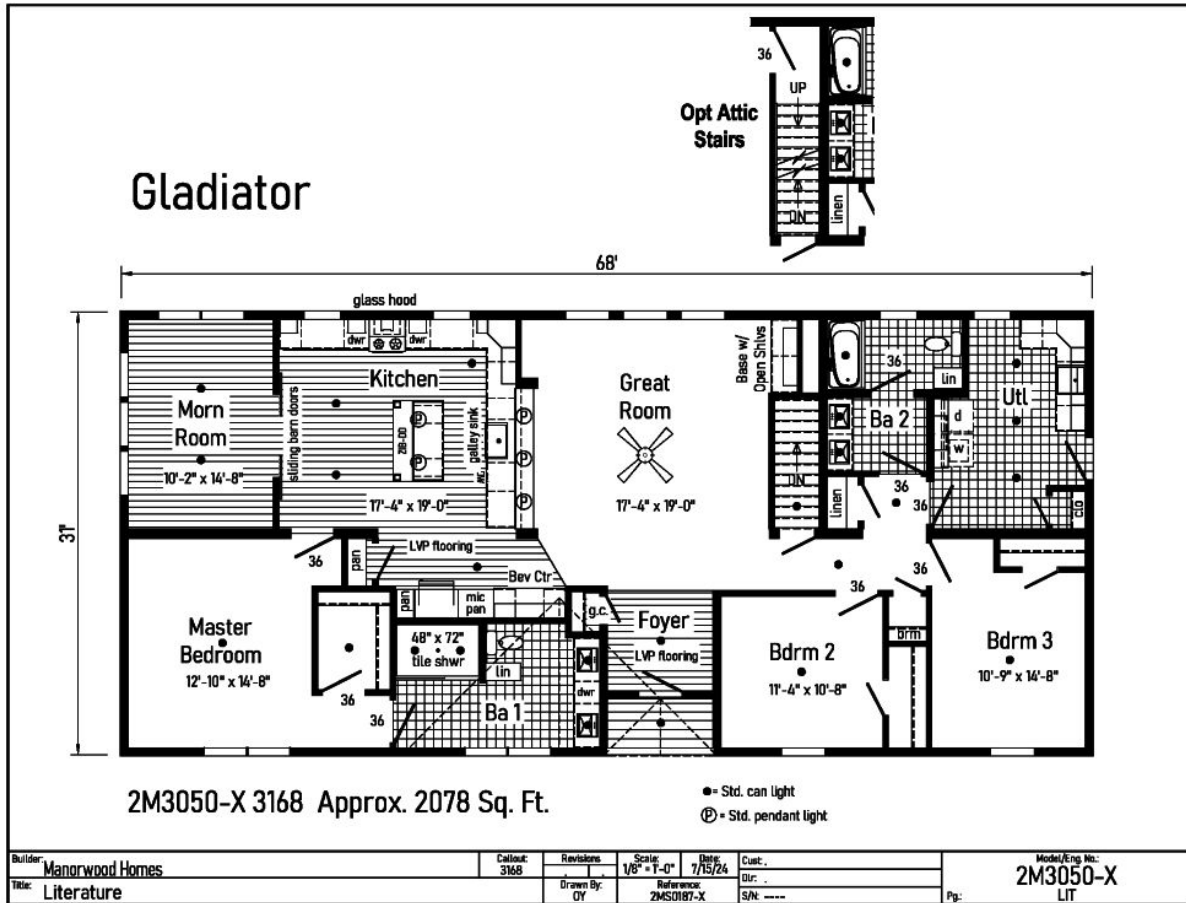 36
UP
Opt Attic
Stairs
DN
linen
Gladiator
68'
31'
glass hood
dwr
dwr
Kitchen
Morn
Room
10'-2" x 14'-8"
sliding barn doors
galley sink
P
P
P
P
P
17'-4" x 19'-0"
Great
Room
17'-4" x 19'-0"
Base w/
Open Shlvs
DN
36
lin
Ba 2
linen
d
w
Utl
36
36
clo
LVP flooring
36
pan
Bev Ctr
pan
mic
pan
g.c.
Foyer
LVP flooring
36
36
Master
Bedroom
12'-10" x 14'-8"
36
36
48" x 72"
tile shwr
lin
Ba 1
dwr
Bdrm 2
11'-4" x 10'-8"
brm
Bdrm 3
10'-9" x 14'-8"
2M3050-X 3168 Approx. 2078 Sq. Ft.
= Std. can light
P = Std. pendant light
Builder: Manorwood Homes
Title: Literature
Callout: 3168
Revisions
Scale: 1/8" = 1'-0"
Date: 7/15/24
Drawn By: OY
Reference: 2MS0187-X
Cust: .
Dlr: .
S/N: ----
Model/Eng. No.:
2M3050-X
Pg.: LIT